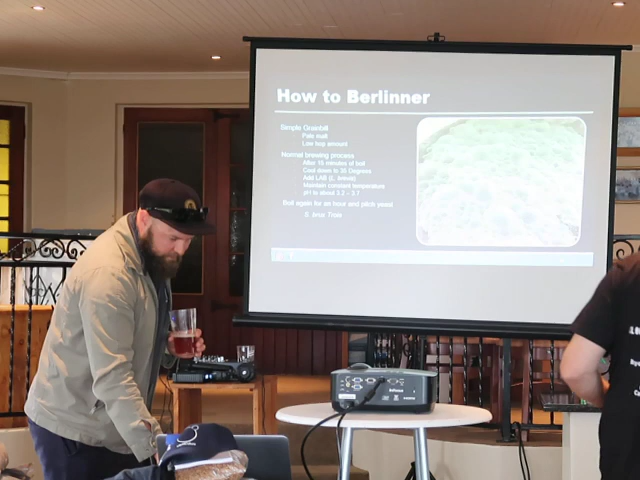 How to Berlinner
Simple Grainbill
Pale malt
Low hop amount
Normal brewing process
After 15 minutes of boil
Cool down to 35 Degrees
Add LAB (L. brevis)
Maintain constant temperature
pH to about 3.2 – 3.7
Boil again for an hour and pitch yeast
InFocus
HDMI